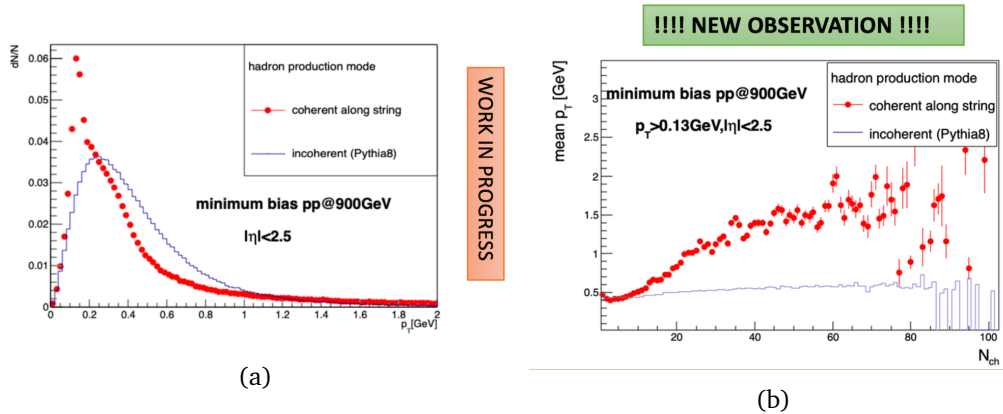 dN/N
0.06
0.05
0.04
0.03
0.02
0.01
0
0
0.2
0.4
0.6
0.8
1
1.2
1.4
1.6
1.8
2
p_T[GeV]
hadron production mode
coherent along string
incoherent (Pythia8)
minimum bias pp@900GeV
|η|<2.5
(a)
WORK IN PROGRESS
!!!! NEW OBSERVATION !!!!
mean p_T [GeV]
3
2.5
2
1.5
1
0.5
20
40
60
80
100
N_ch
hadron production mode
coherent along string
incoherent (Pythia8)
minimum bias pp@900GeV
p_T>0.13GeV,|η|<2.5
(b)